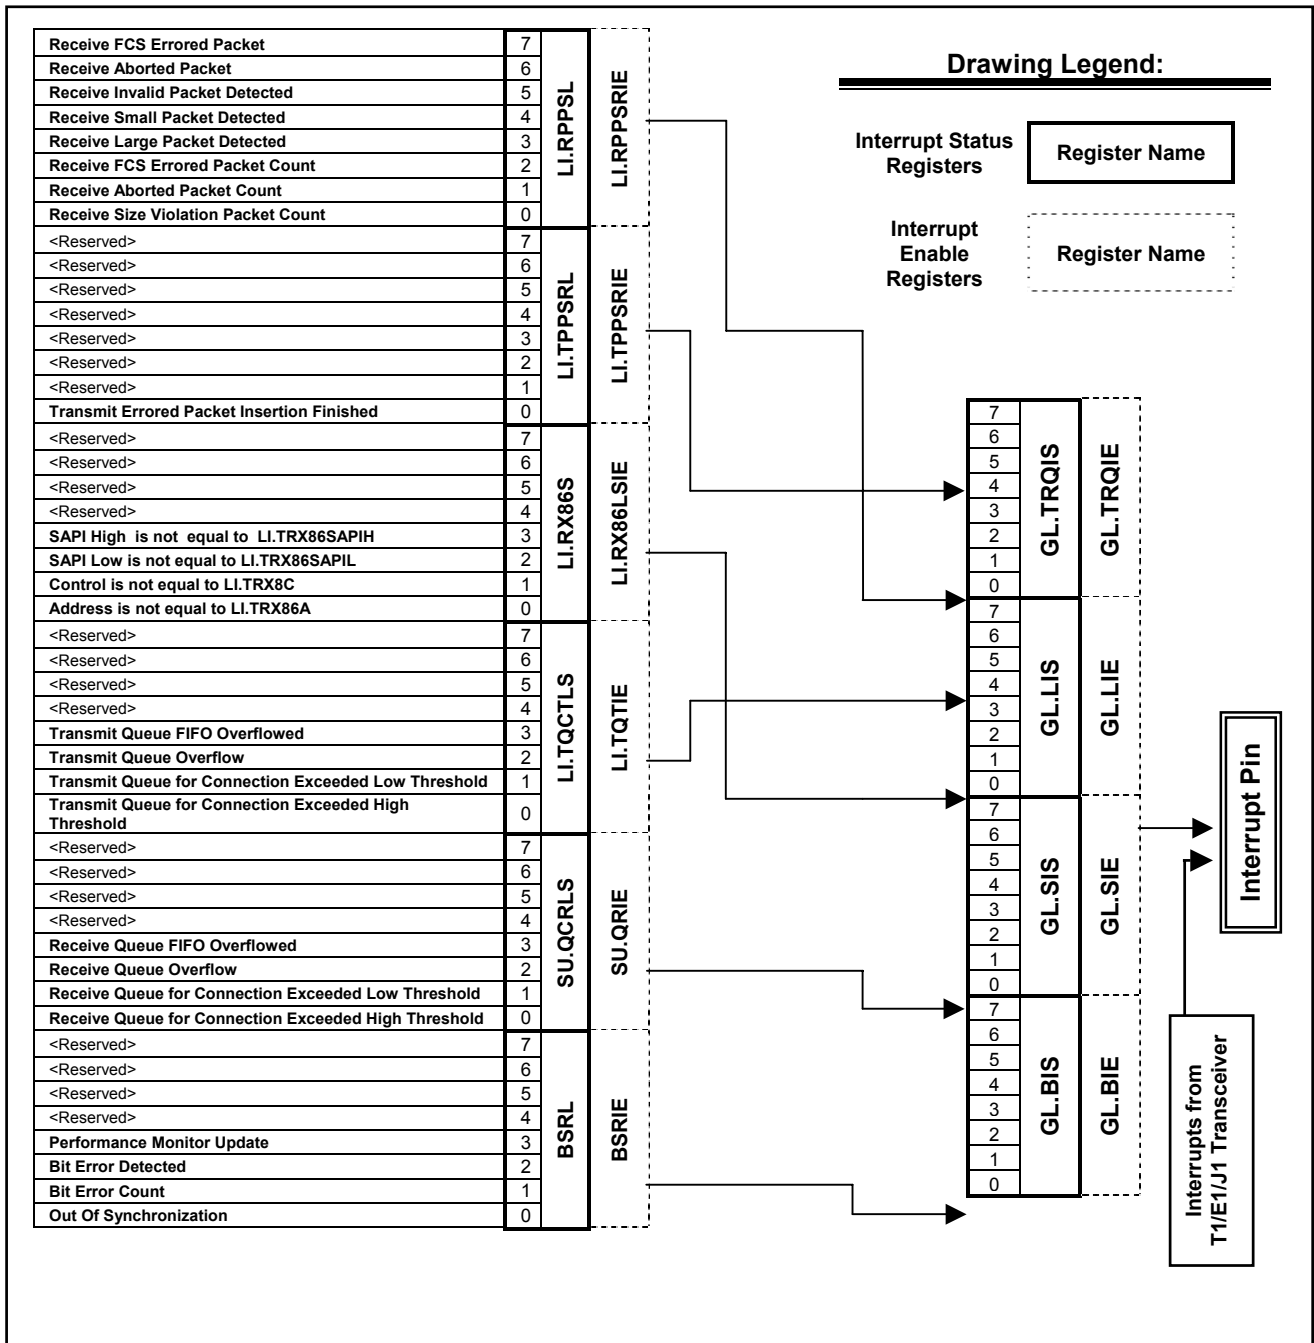 Receive FCS Errored Packet 7
Receive Aborted Packet 6
Receive Invalid Packet Detected 5
Receive Small Packet Detected 4
Receive Large Packet Detected 3
Receive FCS Errored Packet Count 2
Receive Aborted Packet Count 1
Receive Size Violation Packet Count 0
LI.RPPSL
LI.RPPSRIE
<Reserved> 7
<Reserved> 6
<Reserved> 5
<Reserved> 4
<Reserved> 3
<Reserved> 2
<Reserved> 1
Transmit Errored Packet Insertion Finished 0
LI.TPPSRL
LI.TPPSRIE
<Reserved> 7
<Reserved> 6
<Reserved> 5
<Reserved> 4
SAPI High is not equal to LI.TRX86SAPIH 3
SAPI Low is not equal to LI.TRX86SAPIL 2
Control is not equal to LI.TRX8C 1
Address is not equal to LI.TRX86A 0
LI.RX86S
LI.RX86LSIE
<Reserved> 7
<Reserved> 6
<Reserved> 5
<Reserved> 4
Transmit Queue FIFO Overflowed 3
Transmit Queue Overflow 2
Transmit Queue for Connection Exceeded Low Threshold 1
Transmit Queue for Connection Exceeded High
Threshold 0
LI.TQCTLS
LI.TQTIE
<Reserved> 7
<Reserved> 6
<Reserved> 5
<Reserved> 4
Receive Queue FIFO Overflowed 3
Receive Queue Overflow 2
Receive Queue for Connection Exceeded Low Threshold 1
Receive Queue for Connection Exceeded High Threshold 0
SU.QCRLS
SU.QRIE
<Reserved> 7
<Reserved> 6
<Reserved> 5
<Reserved> 4
Performance Monitor Update 3
Bit Error Detected 2
Bit Error Count 1
Out Of Synchronization 0
BSRL
BSRIE
Drawing Legend:
Interrupt Status
Registers
Register Name
Interrupt
Enable
Registers
Register Name
7
6
5
4
3
2
1
0
GL.TRQIS
GL.TRQIE
7
6
5
4
3
2
1
0
GL.LIS
GL.LIE
7
6
5
4
3
2
1
0
GL.SIS
GL.SIE
7
6
5
4
3
2
1
0
GL.BIS
GL.BIE
Interrupt Pin
Interrupts from
T1/E1/J1 Transceiver